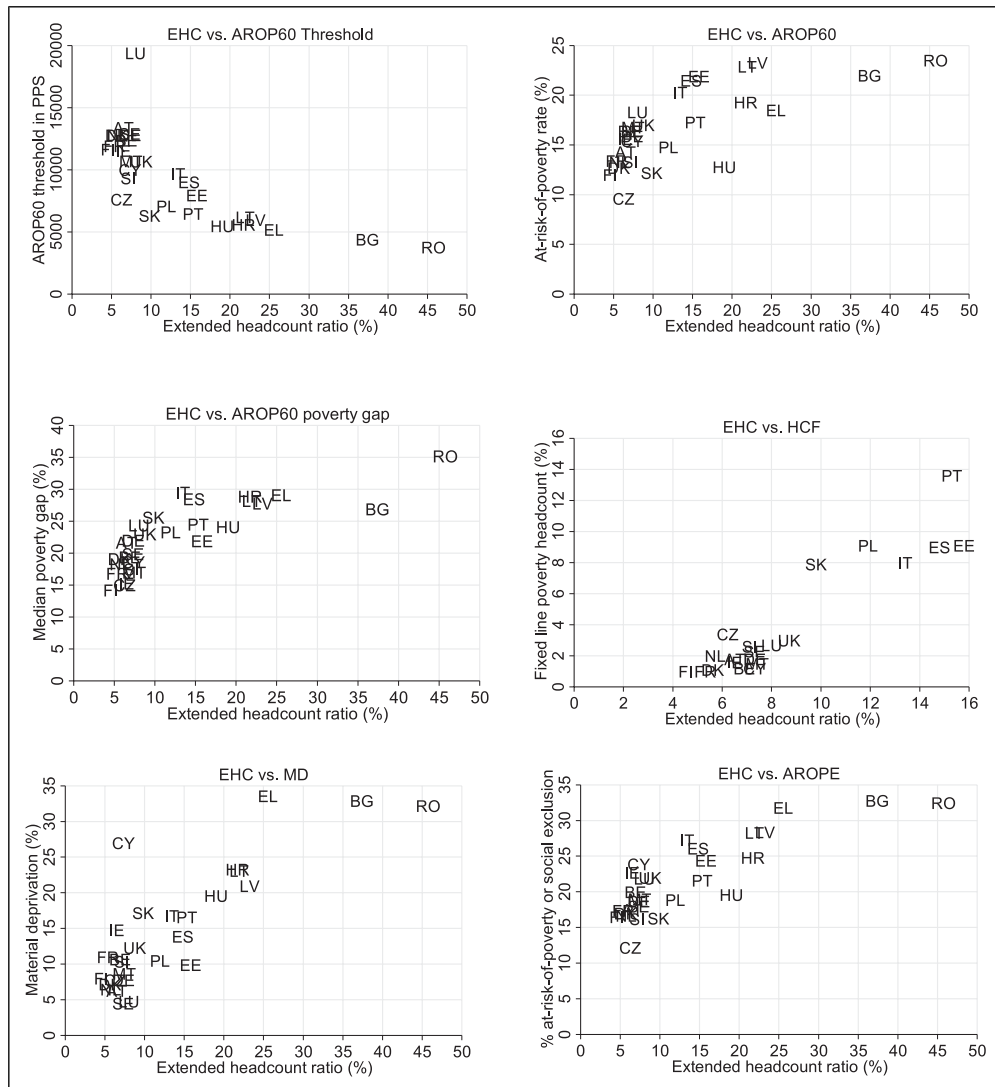 EHC vs. AROP60 Threshold
AROP60 threshold in PPS
0 5000 10000 15000 20000
LU
UK
CZ
SK
PL
IT
ES
EE
PT
HU
HR
EL
BG
RO
0 5 10 15 20 25 30 35 40 45 50
Extended headcount ratio (%)
EHC vs. AROP60
At-risk-of-poverty rate (%)
0 5 10 15 20 25
LU
UK
CZ
SK
PL
IT
ES
PT
HR
HU
LT
LV
EL
BG
RO
0 5 10 15 20 25 30 35 40 45 50
Extended headcount ratio (%)
EHC vs. AROP60 poverty gap
Median poverty gap (%)
0 5 10 15 20 25 30 35 40
LU
UK
SK
PL
IT
ES
PT
EE
HU
HR
LV
EL
BG
RO
0 5 10 15 20 25 30 35 40 45 50
Extended headcount ratio (%)
EHC vs. HCF
Fixed line poverty headcount (%)
0 2 4 6 8 10 12 14 16
PT
PL
ES
EE
SK
IT
CZ
UK
LU
NL
FI
FR
DK
0 2 4 6 8 10 12 14 16
Extended headcount ratio (%)
EHC vs. MD
Material deprivation (%)
0 5 10 15 20 25 30 35
EL
BG
RO
CY
HR
LT
LV
HU
SK
IT
PT
IE
ES
UK
PL
EE
0 5 10 15 20 25 30 35 40 45 50
Extended headcount ratio (%)
EHC vs. AROPE
% at-risk-of-poverty or social exclusion
0 5 10 15 20 25 30 35
EL
BG
RO
LT
LV
IT
ES
EE
HR
CY
IE
UK
PT
HU
PL
SK
CZ
0 5 10 15 20 25 30 35 40 45 50
Extended headcount ratio (%)